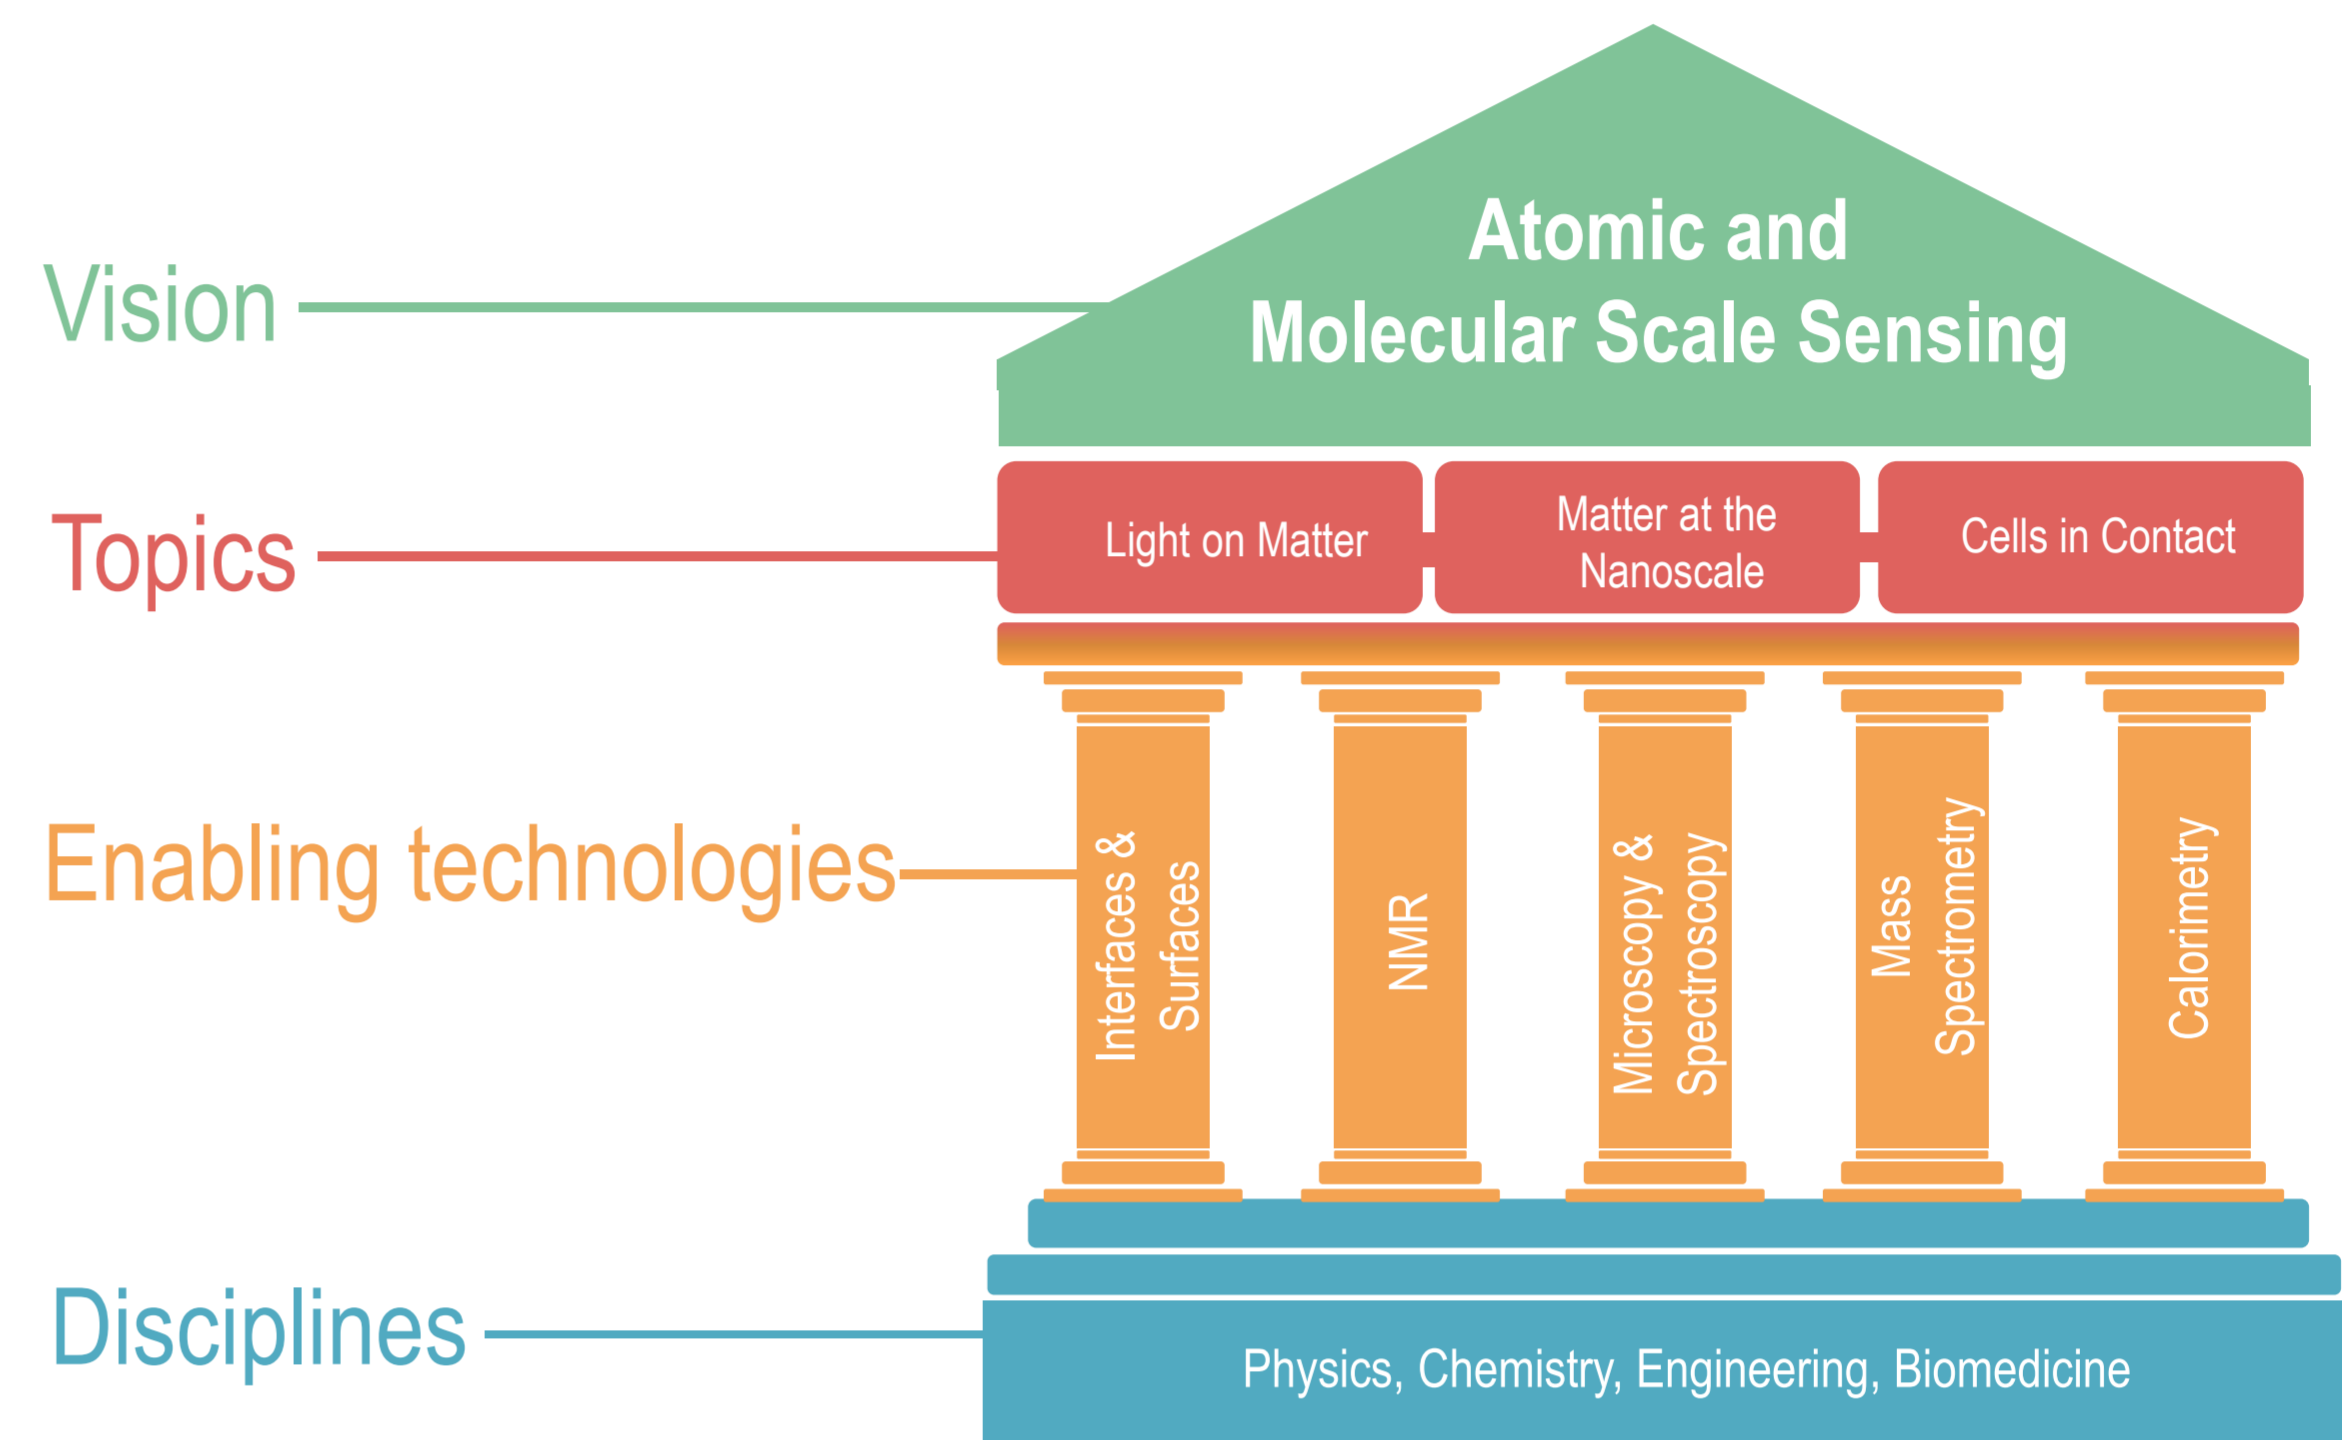 Atomic and
Molecular Scale Sensing
Vision
Topics
Light on Matter
Matter at the
Nanoscale
Cells in Contact
Enabling technologies
Interfaces &
Surfaces
NMR
Microscopy &
Spectroscopy
Mass
Spectrometry
Calorimetry
Disciplines
Physics, Chemistry, Engineering, Biomedicine